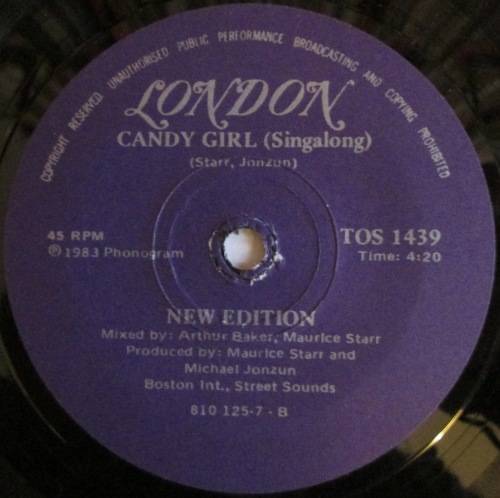 COPYRIGHT RESERVED UNAUTHORISED PUBLIC PERFORMANCE BROADCASTING AND COPYING PROHIBITED
LONDON
CANDY GIRL (Singalong)
(Starr, Jonzun)
45 RPM
℗ 1983 Phonogram
TOS 1439
Time: 4:20
NEW EDITION
Mixed by: Arthur Baker, Maurice Starr
Produced by: Maurice Starr and
Michael Jonzun
Boston Int., Street Sounds
810 125-7 - B